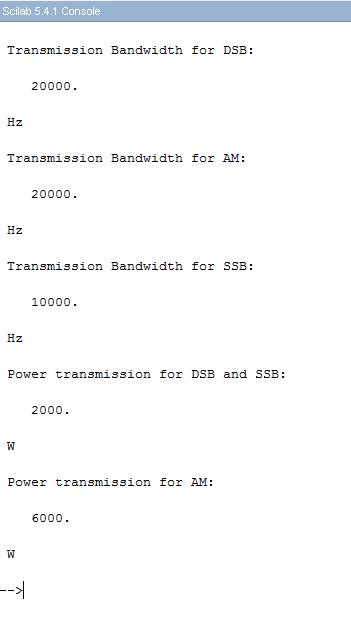 Scilab 5.4.1 Console
Transmission Bandwidth for DSB:
20000.
Hz
Transmission Bandwidth for AM:
20000.
Hz
Transmission Bandwidth for SSB:
10000.
Hz
Power transmission for DSB and SSB:
2000.
W
Power transmission for AM:
6000.
W
-->